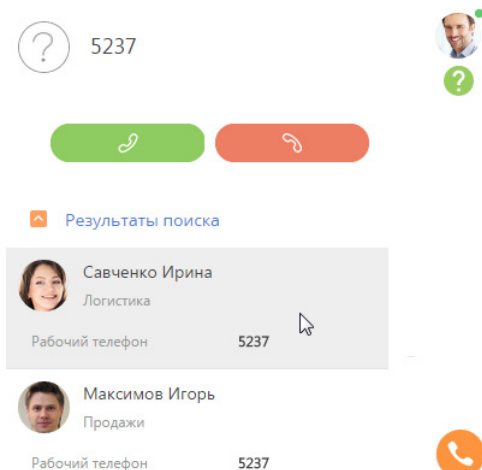 5237
Результаты поиска
Савченко Ирина
Логистика
Рабочий телефон 5237
Максимов Игорь
Продажи
Рабочий телефон 5237